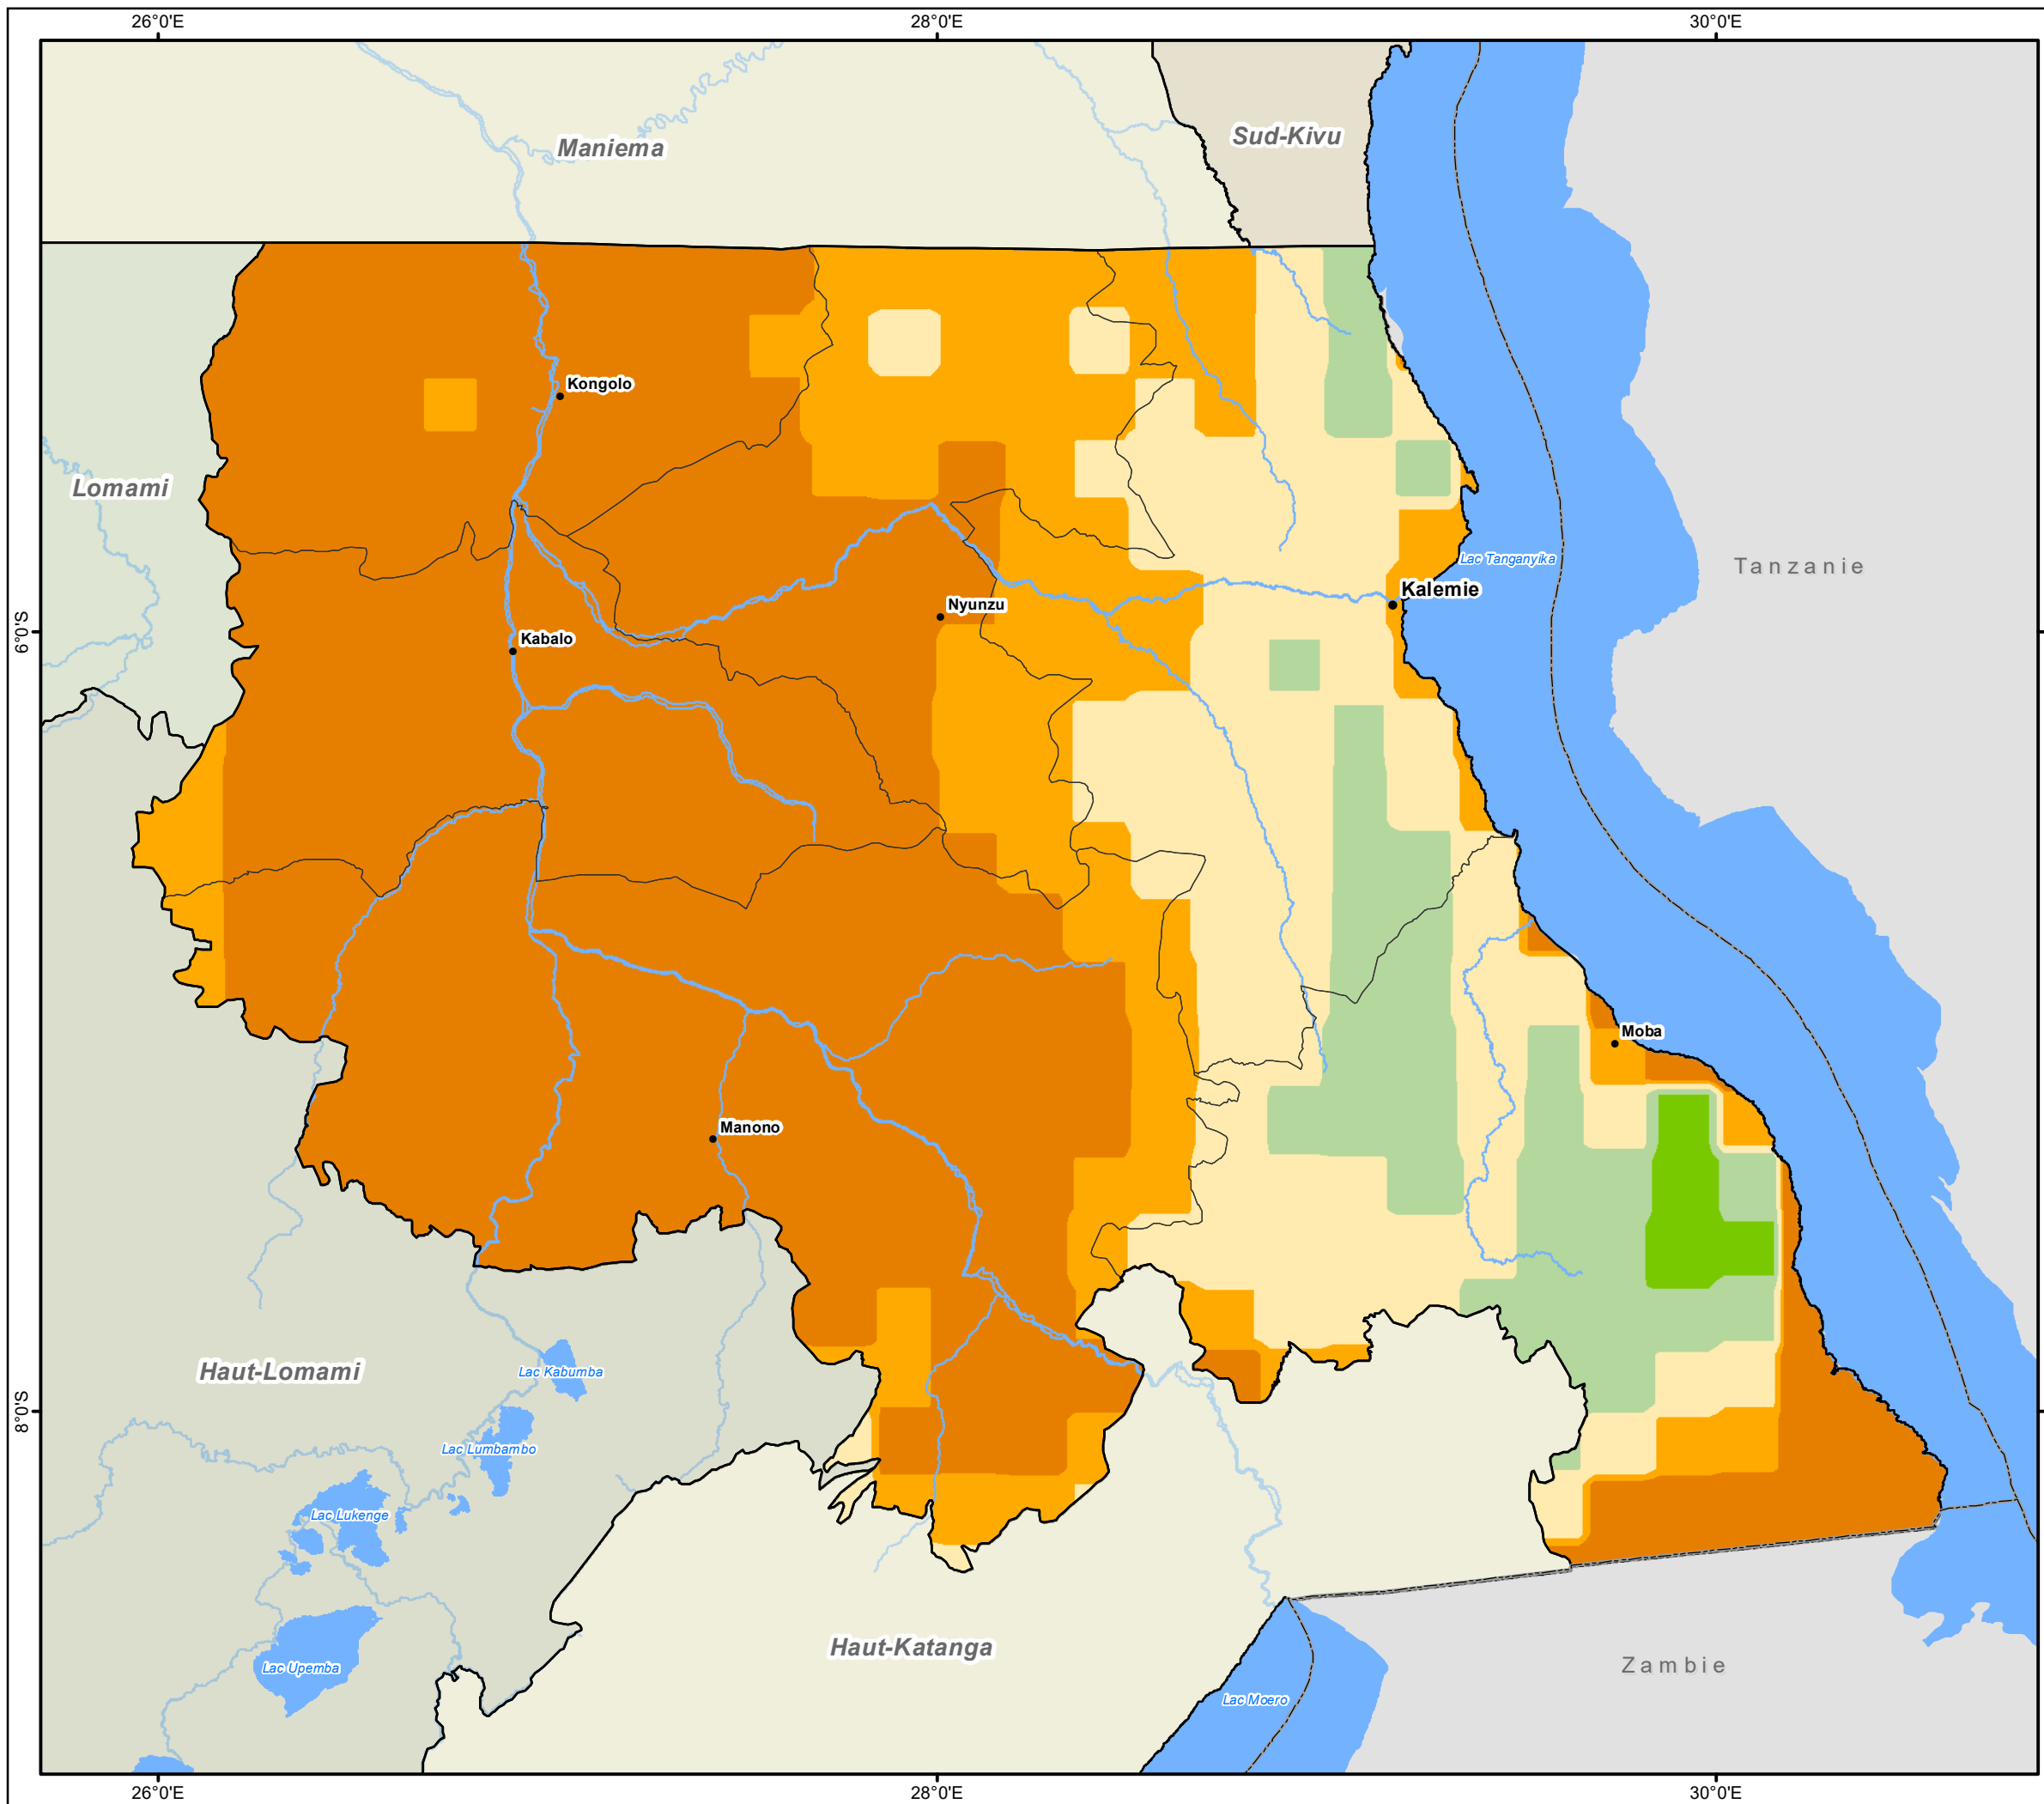 26°0'E 28°0'E 30°0'E
Maniema
Sud-Kivu
Kongolo
Lomami
Lac Tanganyika
Tanzanie
Kalemie
Nyunzu
6°0'S
Kabalo
Moba
Manono
Haut-Lomami
Lac Kabumba
8°0'S
Lac Lumbambo
Lac Lukenge
Haut-Katanga
Lac Upemba
Zambie
Lac Moero
26°0'E 28°0'E 30°0'E